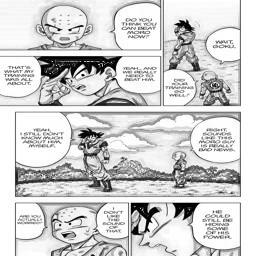 WAIT,
GOKU.
DID
YOUR
TRAINING
GO
WELL?
DO YOU
THINK YOU
CAN BEAT
MORO
NOW?
YEAH... AND
WE REALLY
NEED TO
BEAT HIM.
THAT'S
WHAT MY
TRAINING
WAS ALL
ABOUT.
RIGHT.
SOUNDS
LIKE THIS
MORO GUY
IS REALLY
BAD NEWS.
YEAH,
I STILL DON'T
KNOW MUCH
ABOUT HIM,
MYSELF.
HE
COULD
STILL BE
HIDING
SOME OF
HIS
POWER.
I
DON'T
LIKE
THE
SOUND OF
THAT.
ARE YOU
ACTUALLY